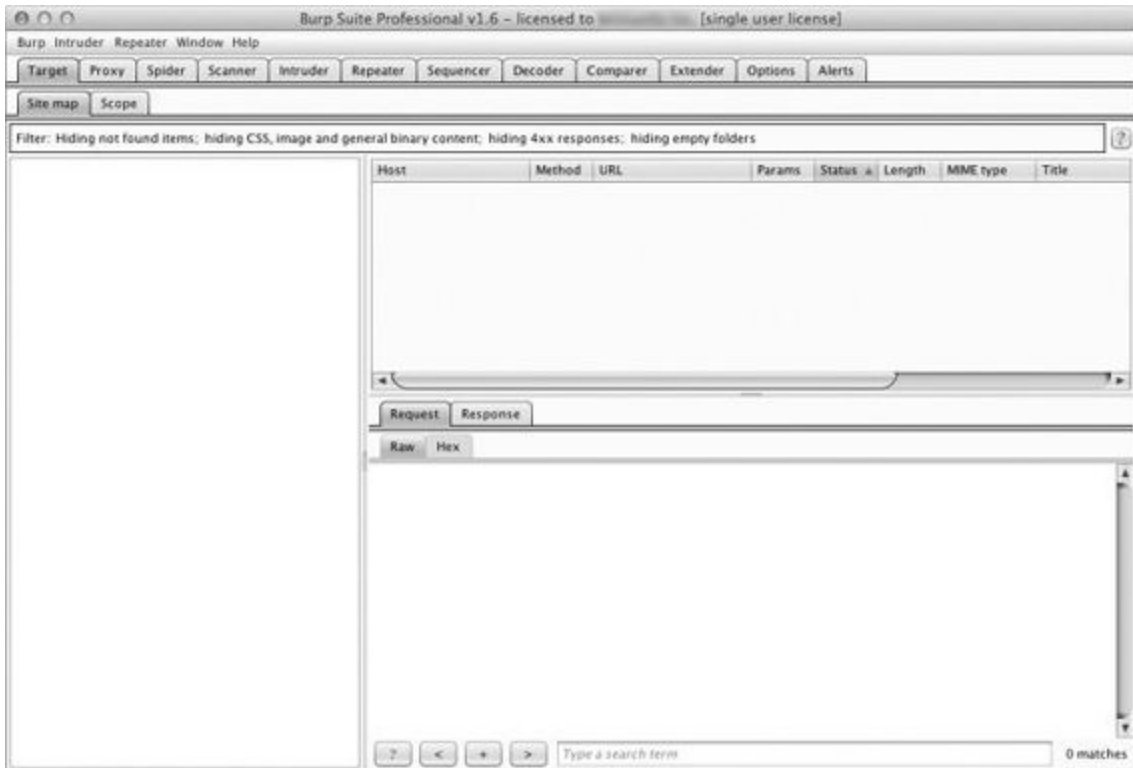 Burp Suite Professional v1.6 – licensed to [single user license]
Burp Intruder Repeater Window Help
Target Proxy Spider Scanner Intruder Repeater Sequencer Decoder Comparer Extender Options Alerts
Site map Scope
Filter: Hiding not found items; hiding CSS, image and general binary content; hiding 4xx responses; hiding empty folders ?
Host Method URL Params Status Length MIME type Title
Request Response
Raw Hex
? < + > Type a search term 0 matches